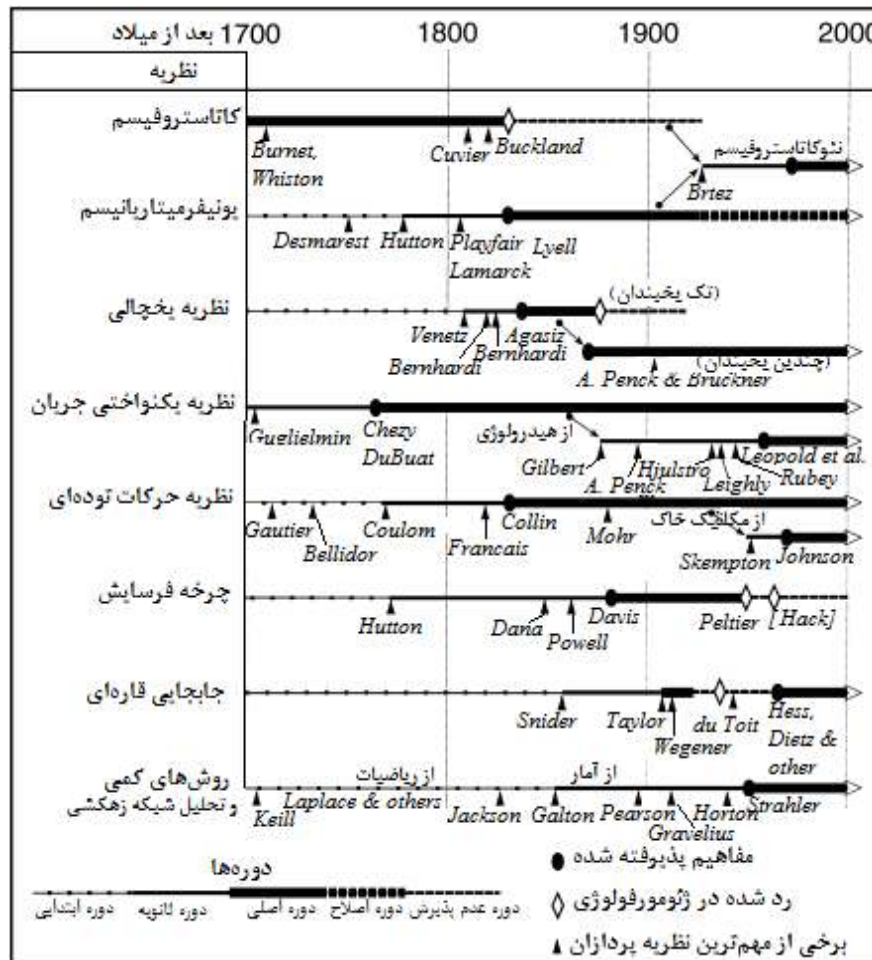 بعد از میلاد 1700 1800 1900 2000
نظریه
کاتاستروفیسم
Burnet,
Whiston
Cuvier
Buckland
نئوکاتاستروفیسم
Brtez
یونیفرمیتاریانیسم
Desmarest
Hutton
Playfair
Lamarck
Lyell
نظریه یخچالی
(تک یخبندان)
Venetz
Bernhardi
Agasiz
Bernhardi
(چندین یخبندان)
A. Penck & Bruckner
نظریه یکنواختی جریان
Guglielmin
Chezy
DuBuat
از هیدرولوژی
Gilbert
A. Penck
Hjulstro
Leighly
Leopold et al.
Rubey
نظریه حرکات توده‌ای
Gautier
Bellidor
Coulom
Francais
Collin
Mohr
از مکانیک خاک
Skempton
Johnson
چرخه فرسایش
Hutton
Dana
Powell
Davis
Peltier
[Hack]
جابجایی قاره‌ای
Snider
Taylor
Wegener
du Toit
Hess,
Dietz &
other
روش‌های کمی
و تحلیل شبکه زهکشی
از ریاضیات
از آمار
Keill
Laplace & others
Jackson
Galton
Pearson
Gravelius
Horton
Strahler
دوره‌ها
دوره ابتدایی
دوره ثانویه
دوره اصلی
دوره اصلاح
دوره عدم پذیرش
مفاهیم پذیرفته شده
رد شده در ژئومورفولوژی
برخی از مهم‌ترین نظریه پردازان